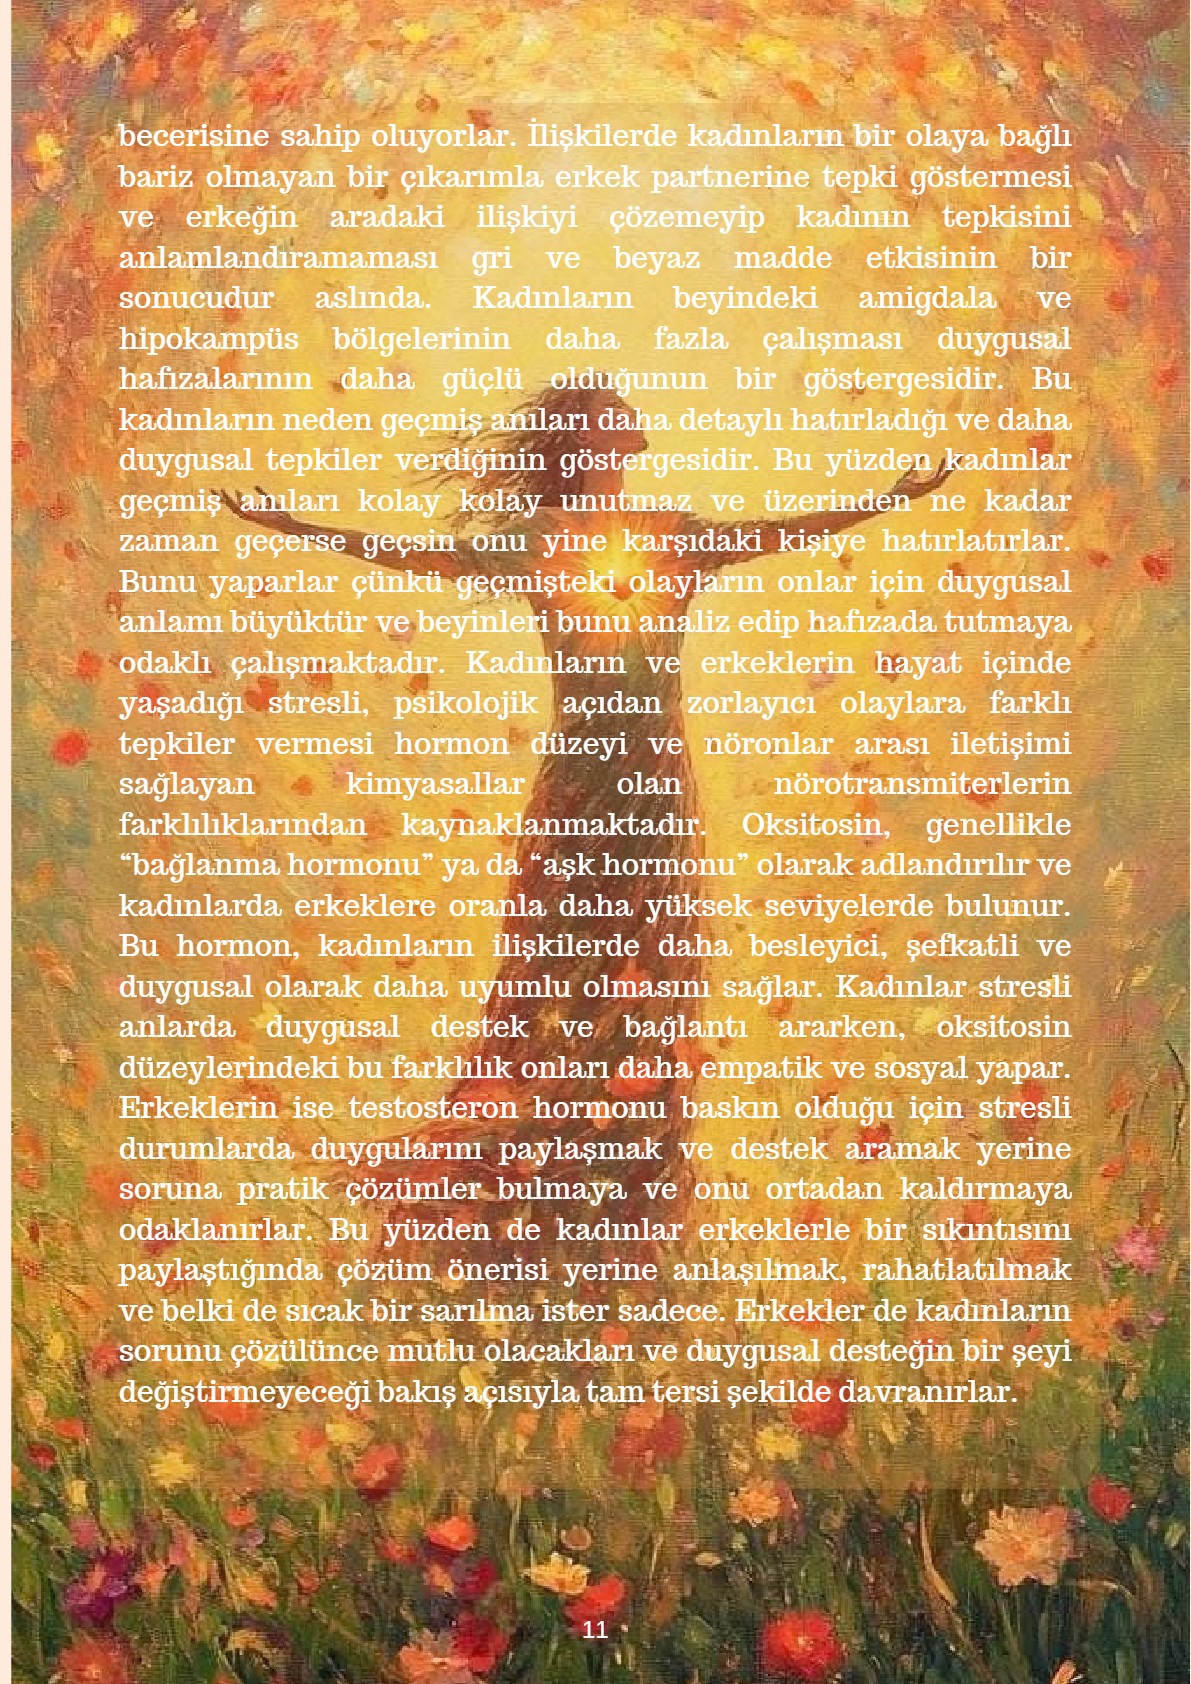 becerisine sahip oluyorlar. İlişkilerde kadınların bir olaya bağlı
bariz olmayan bir çıkarımla erkek partnerine tepki göstermesi
ve erkeğin aradaki ilişkiyi çözemeyip kadının tepkisini
anlamlandıramaması gri ve beyaz madde etkisinin bir
sonucudur aslında. Kadınların beyindeki amigdala ve
hipokampüs bölgelerinin daha fazla çalışması duygusal
hafızalarının daha güçlü olduğunun bir göstergesidir. Bu
kadınların neden geçmiş anıları daha detaylı hatırladığı ve daha
duygusal tepkiler verdiğinin göstergesidir. Bu yüzden kadınlar
geçmiş anıları kolay kolay unutmaz ve üzerinden ne kadar
zaman geçerse geçsin onu yine karşıdaki kişiye hatırlatırlar.
Bunu yaparlar çünkü geçmişteki olayların onlar için duygusal
anlamı büyüktür ve beyinleri bunu analiz edip hafızada tutmaya
odaklı çalışmaktadır. Kadınların ve erkeklerin hayat içinde
yaşadığı stresli, psikolojik açıdan zorlayıcı olaylara farklı
tepkiler vermesi hormon düzeyi ve nöronlar arası iletişimi
sağlayan kimyasallar olan nörotransmiterlerin
farklılıklarından kaynaklanmaktadır. Oksitosin, genellikle
“bağlanma hormonu” ya da “aşk hormonu” olarak adlandırılır ve
kadınlarda erkeklere oranla daha yüksek seviyelerde bulunur.
Bu hormon, kadınların ilişkilerde daha besleyici, şefkatli ve
duygusal olarak daha uyumlu olmasını sağlar. Kadınlar stresli
anlarda duygusal destek ve bağlantı ararken, oksitosin
düzeylerindeki bu farklılık onları daha empatik ve sosyal yapar.
Erkeklerin ise testosteron hormonu baskın olduğu için stresli
durumlarda duygularını paylaşmak ve destek aramak yerine
soruna pratik çözümler bulmaya ve onu ortadan kaldırmaya
odaklanırlar. Bu yüzden de kadınlar erkeklerle bir sıkıntısını
paylaştığında çözüm önerisi yerine anlaşılmak, rahatlatılmak
ve belki de sıcak bir sarılma ister sadece. Erkekler de kadınların
sorunu çözülünce mutlu olacakları ve duygusal desteğin bir şeyi
değiştirmeyeceği bakış açısıyla tam tersi şekilde davranırlar.
11